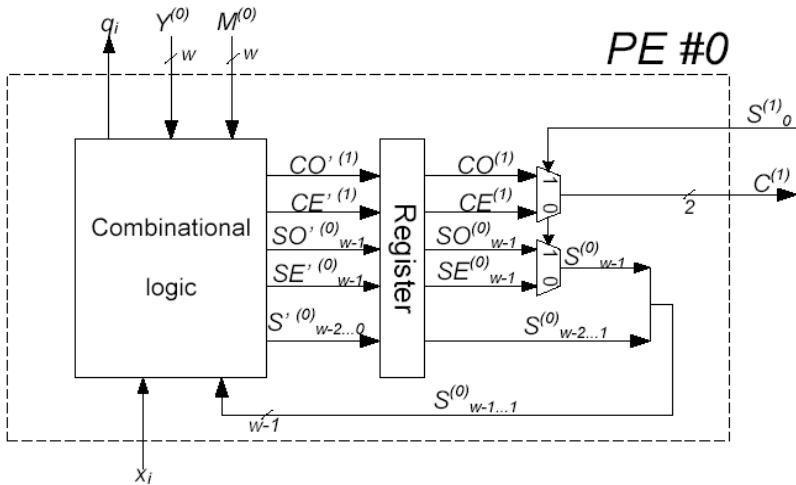 q_i Y^(0) M^(0)
w w
PE #0
S^(1)_0
CO'^(1) CO^(1)
1
C^(1)
CE'^(1) CE^(1)
0
2
Combinational
logic
Register
SO'^(0)_w-1 SO^(0)_w-1
1
S^(0)_w-1
SE'^(0)_w-1 SE^(0)_w-1
0
S'^(0)_w-2...0 S^(0)_w-2...1
S^(0)_w-1...1
w-1
x_i